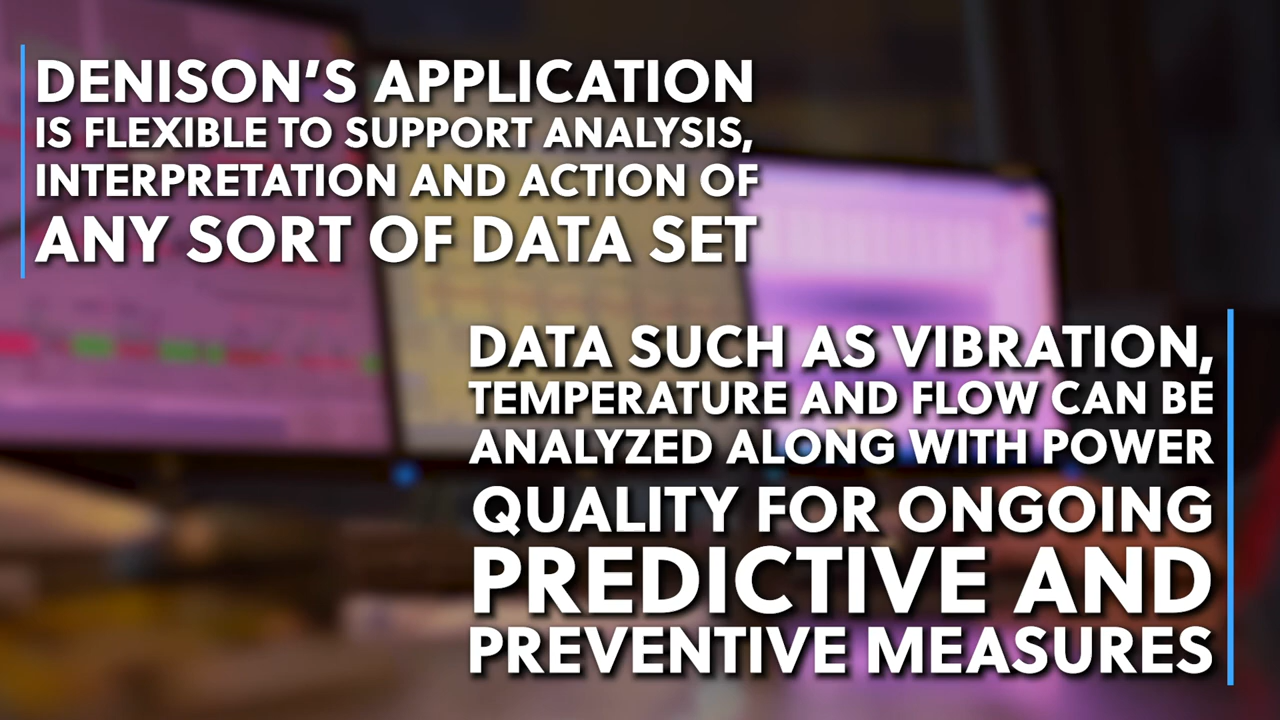 DENISON’S APPLICATION
IS FLEXIBLE TO SUPPORT ANALYSIS,
INTERPRETATION AND ACTION OF
ANY SORT OF DATA SET
DATA SUCH AS VIBRATION,
TEMPERATURE AND FLOW CAN BE
ANALYZED ALONG WITH POWER
QUALITY FOR ONGOING
PREDICTIVE AND
PREVENTIVE MEASURES